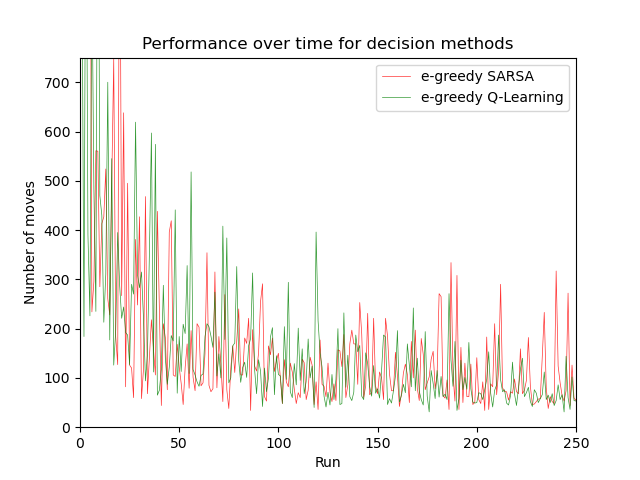 Performance over time for decision methods
e-greedy SARSA
e-greedy Q-Learning
700
600
500
400
300
200
100
0
Number of moves
0 50 100 150 200 250
Run